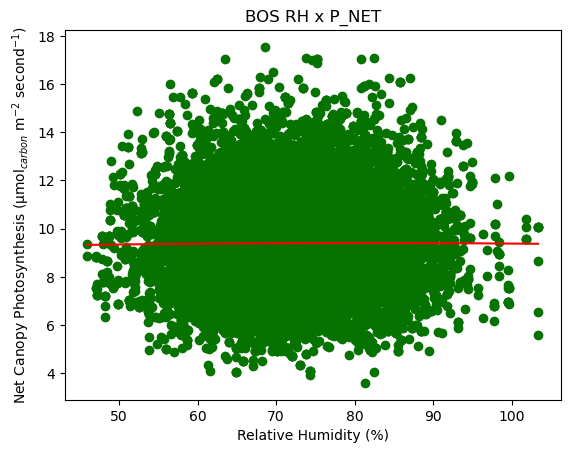 BOS RH x P_NET
Net Canopy Photosynthesis (μmol_carbon m⁻² second⁻¹)
18
16
14
12
10
8
6
4
50 60 70 80 90 100
Relative Humidity (%)